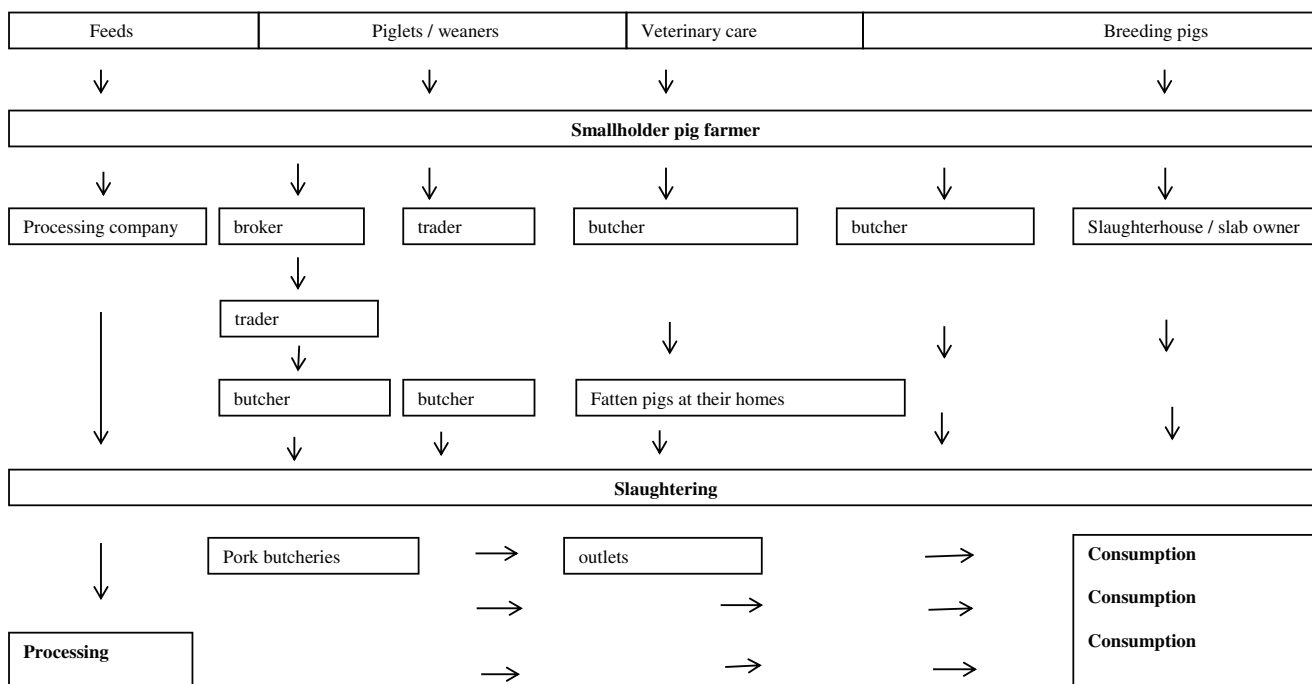 Feeds
Piglets / weaners
Veterinary care
Breeding pigs
Smallholder pig farmer
Processing company
broker
trader
butcher
butcher
Slaughterhouse / slab owner
trader
butcher
butcher
Fatten pigs at their homes
Slaughtering
Pork butcheries
outlets
Consumption
Consumption
Consumption
Processing